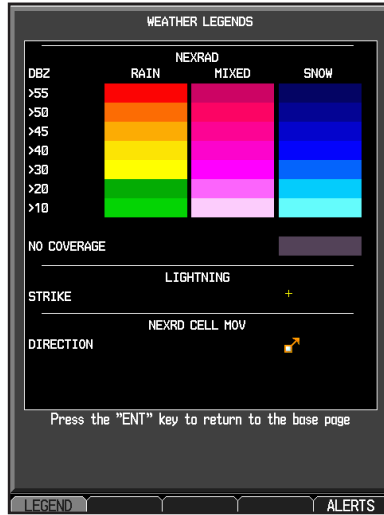 WEATHER LEGENDS
NEXRAD
DBZ RAIN MIXED SNOW
>55
>50
>45
>40
>30
>20
>10
NO COVERAGE
LIGHTNING
STRIKE
NEXRD CELL MOV
DIRECTION
Press the "ENT" key to return to the base page
LEGEND ALERTS